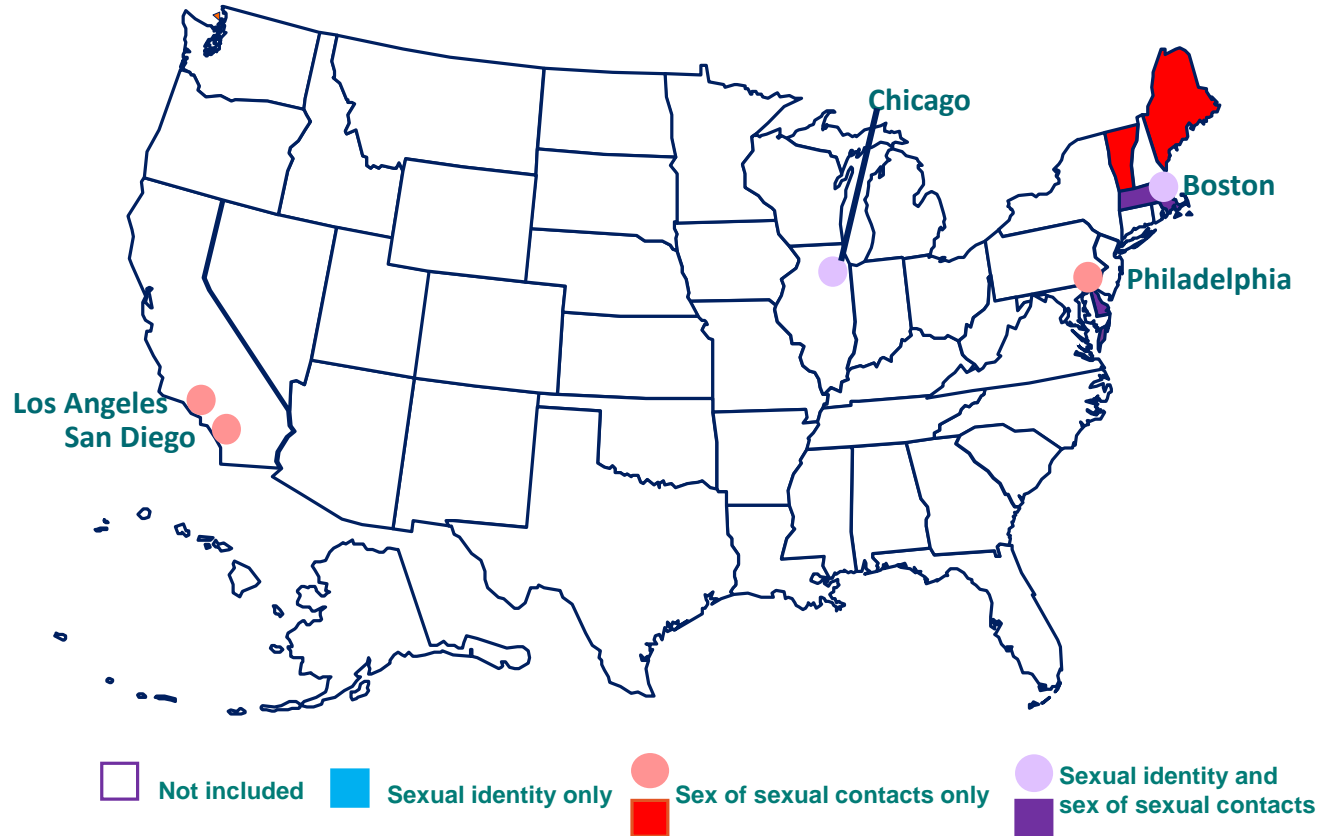 Chicago
Boston
Philadelphia
Los Angeles
San Diego
Not included
Sexual identity only
Sex of sexual contacts only
Sexual identity and
sex of sexual contacts